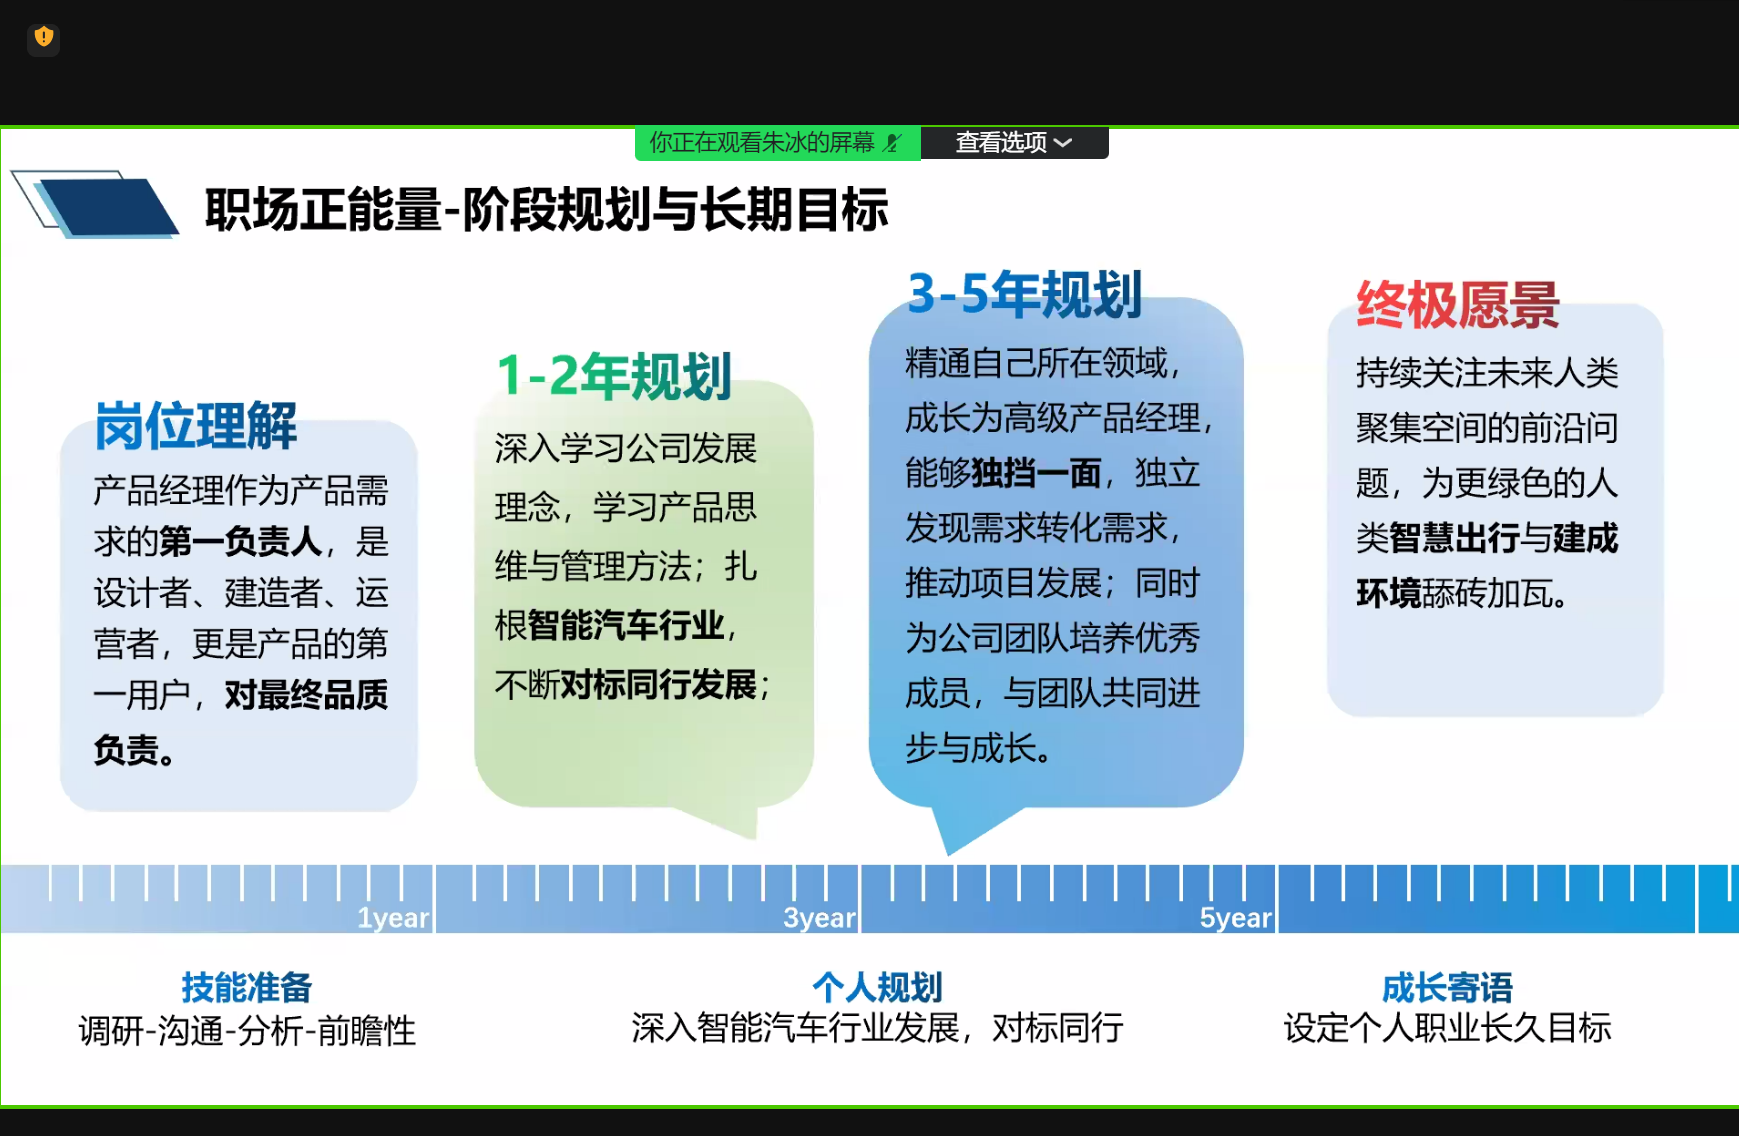 你正在观看朱冰的屏幕
查看选项
职场正能量-阶段规划与长期目标
岗位理解
产品经理作为产品需
求的第一负责人，是
设计者、建造者、运
营者，更是产品的第
一用户，对最终品质
负责。
1-2年规划
深入学习公司发展
理念，学习产品思
维与管理方法；扎
根智能汽车行业，
不断对标同行发展；
3-5年规划
精通自己所在领域，
成长为高级产品经理，
能够独挡一面，独立
发现需求转化需求，
推动项目发展；同时
为公司团队培养优秀
成员，与团队共同进
步与成长。
终极愿景
持续关注未来人类
聚集空间的前沿问
题，为更绿色的人
类智慧出行与建成
环境舔砖加瓦。
1year
3year
5year
技能准备
调研-沟通-分析-前瞻性
个人规划
深入智能汽车行业发展，对标同行
成长寄语
设定个人职业长久目标